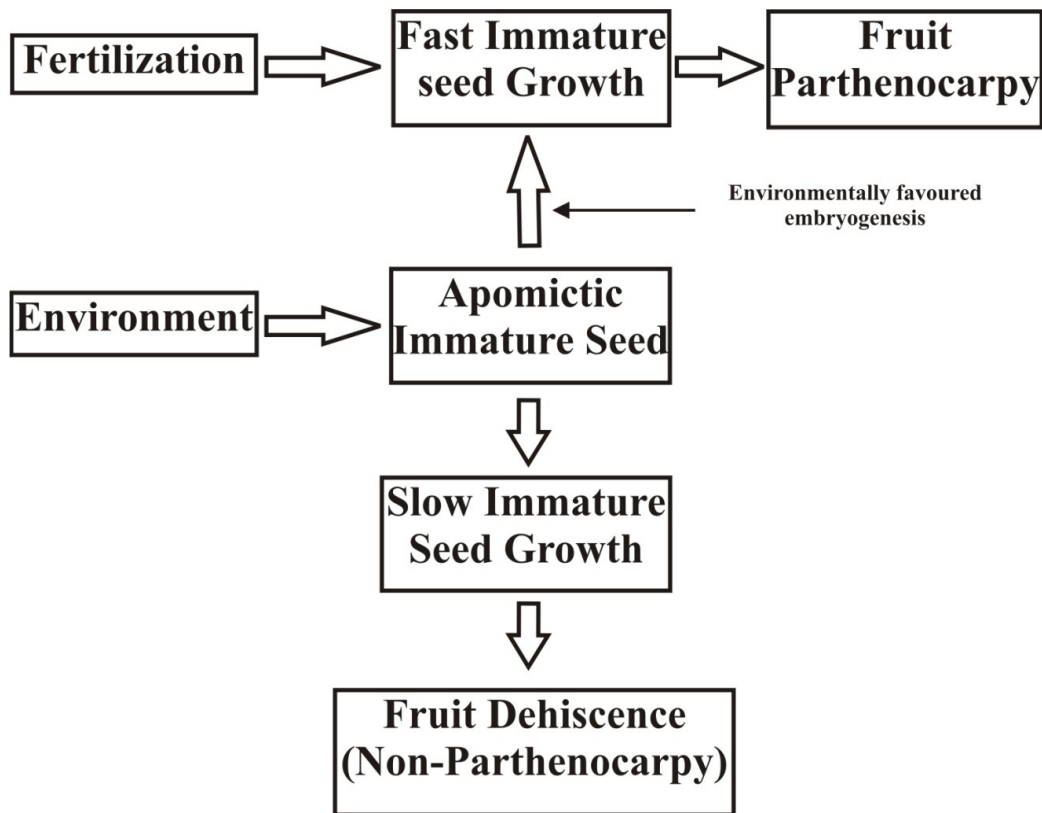 Fertilization
Fast Immature
seed Growth
Fruit
Parthenocarpy
Environmentally favoured
embryogenesis
Environment
Apomictic
Immature Seed
Slow Immature
Seed Growth
Fruit Dehiscence
(Non-Parthenocarpy)